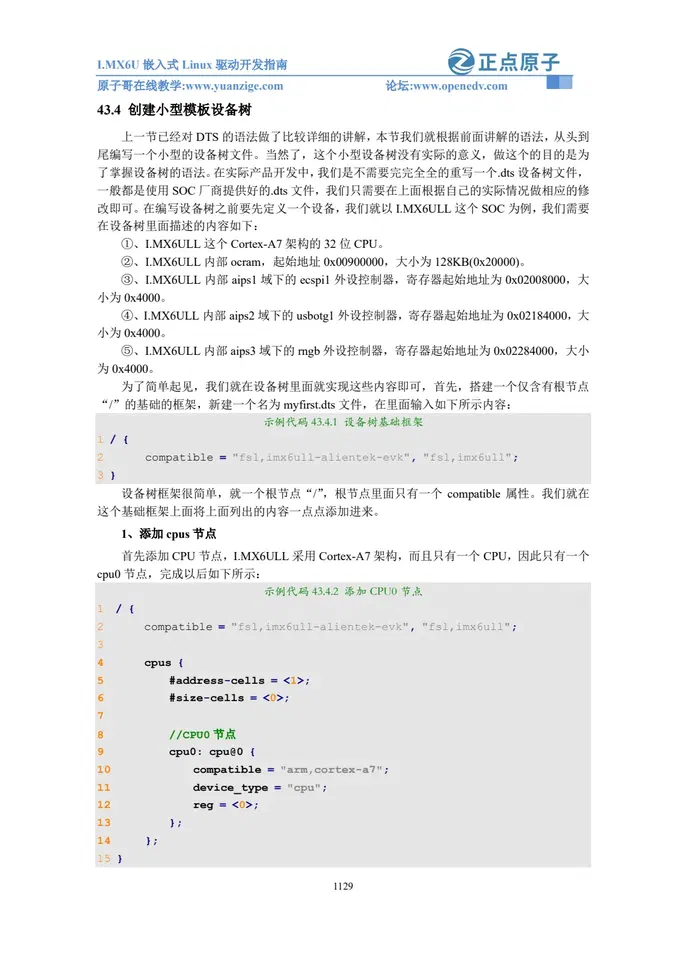 I.MX6U 嵌入式 Linux 驱动开发指南
正点原子
原子哥在线教学:www.yuanzige.com
论坛:www.openedv.com
43.4 创建小型模板设备树
上一节已经对 DTS 的语法做了比较详细的讲解，本节我们就根据前面讲解的语法，从头到
尾编写一个小型的设备树文件。当然了，这个小型设备树没有实际的意义，做这个的目的是为
了掌握设备树的语法。在实际产品开发中，我们是不需要完完全全的重写一个.dts 设备树文件，
一般都是使用 SOC 厂商提供好的.dts 文件，我们只需要在上面根据自己的实际情况做相应的修
改即可。在编写设备树之前要先定义一个设备，我们就以 I.MX6ULL 这个 SOC 为例，我们需要
在设备树里面描述的内容如下：
①、I.MX6ULL 这个 Cortex-A7 架构的 32 位 CPU。
②、I.MX6ULL 内部 ocram，起始地址 0x00900000，大小为 128KB(0x20000)。
③、I.MX6ULL 内部 aips1 域下的 ecspi1 外设控制器，寄存器起始地址为 0x02008000，大
小为 0x4000。
④、I.MX6ULL 内部 aips2 域下的 usbotg1 外设控制器，寄存器起始地址为 0x02184000，大
小为 0x4000。
⑤、I.MX6ULL 内部 aips3 域下的 rngb 外设控制器，寄存器起始地址为 0x02284000，大小
为 0x4000。
为了简单起见，我们就在设备树里面就实现这些内容即可，首先，搭建一个仅含有根节点
“/”的基础的框架，新建一个名为 myfirst.dts 文件，在里面输入如下所示内容：
示例代码 43.4.1 设备树基础框架
1 / {
2 compatible = "fsl,imx6ull-alientek-evk", "fsl,imx6ull";
3 }
设备树框架很简单，就一个根节点“/”，根节点里面只有一个 compatible 属性。我们就在
这个基础框架上面将上面列出的内容一点点添加进来。
1、添加 cpus 节点
首先添加 CPU 节点，I.MX6ULL 采用 Cortex-A7 架构，而且只有一个 CPU，因此只有一个
cpu0 节点，完成以后如下所示：
示例代码 43.4.2 添加 CPU0 节点
1 / {
2 compatible = "fsl,imx6ull-alientek-evk", "fsl,imx6ull";
3
4 cpus {
5 #address-cells = <1>;
6 #size-cells = <0>;
7
8 //CPU0 节点
9 cpu0: cpu@0 {
10 compatible = "arm,cortex-a7";
11 device_type = "cpu";
12 reg = <0>;
13 };
14 };
15 }
1129